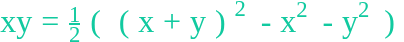 xy = ½ ( ( x + y ) ² - x² - y² )